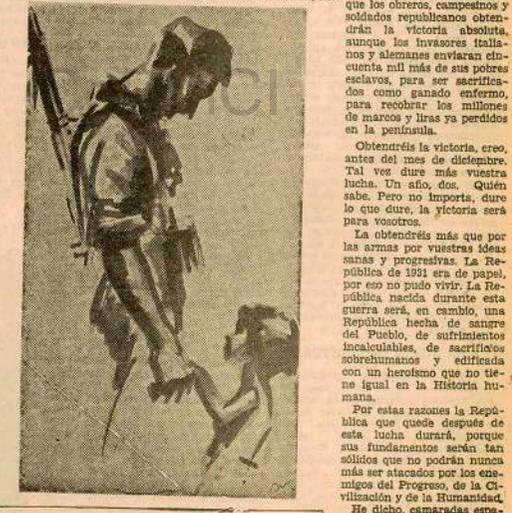 que los obreros, campesinos y
soldados republicanos obten-
drán la victoria absoluta,
aunque los invasores italia-
nos y alemanes enviaran cin-
cuenta mil más de sus pobres
esclavos, para ser sacrifica-
dos como ganado enfermo,
para recobrar los millones
de marcos y liras ya perdidos
en la península.
Obtendréis la victoria, creo,
antes del mes de diciembre.
Tal vez dure más vuestra
lucha. Un año, dos. Quién
sabe. Pero no importa, dure
lo que dure, la victoria será
para vosotros.
La obtendréis más que por
las armas por vuestras ideas
sanas y progresivas. La Re-
pública de 1931 era de papel,
por eso no pudo vivir. La Re-
pública nacida durante esta
guerra será, en cambio, una
República hecha de sangre
del Pueblo, de sufrimientos
incalculables, de sacrificios
sobrehumanos y edificada
con un heroísmo que no tie-
ne igual en la Historia hu-
mana.
Por estas razones la Repú-
blica que quede después de
esta lucha durará, porque
sus fundamentos serán tan
sólidos que no podrán nunca
más ser atacados por los ene-
migos del Progreso, de la Ci-
vilización y de la Humanidad.
He dicho, camaradas espa-